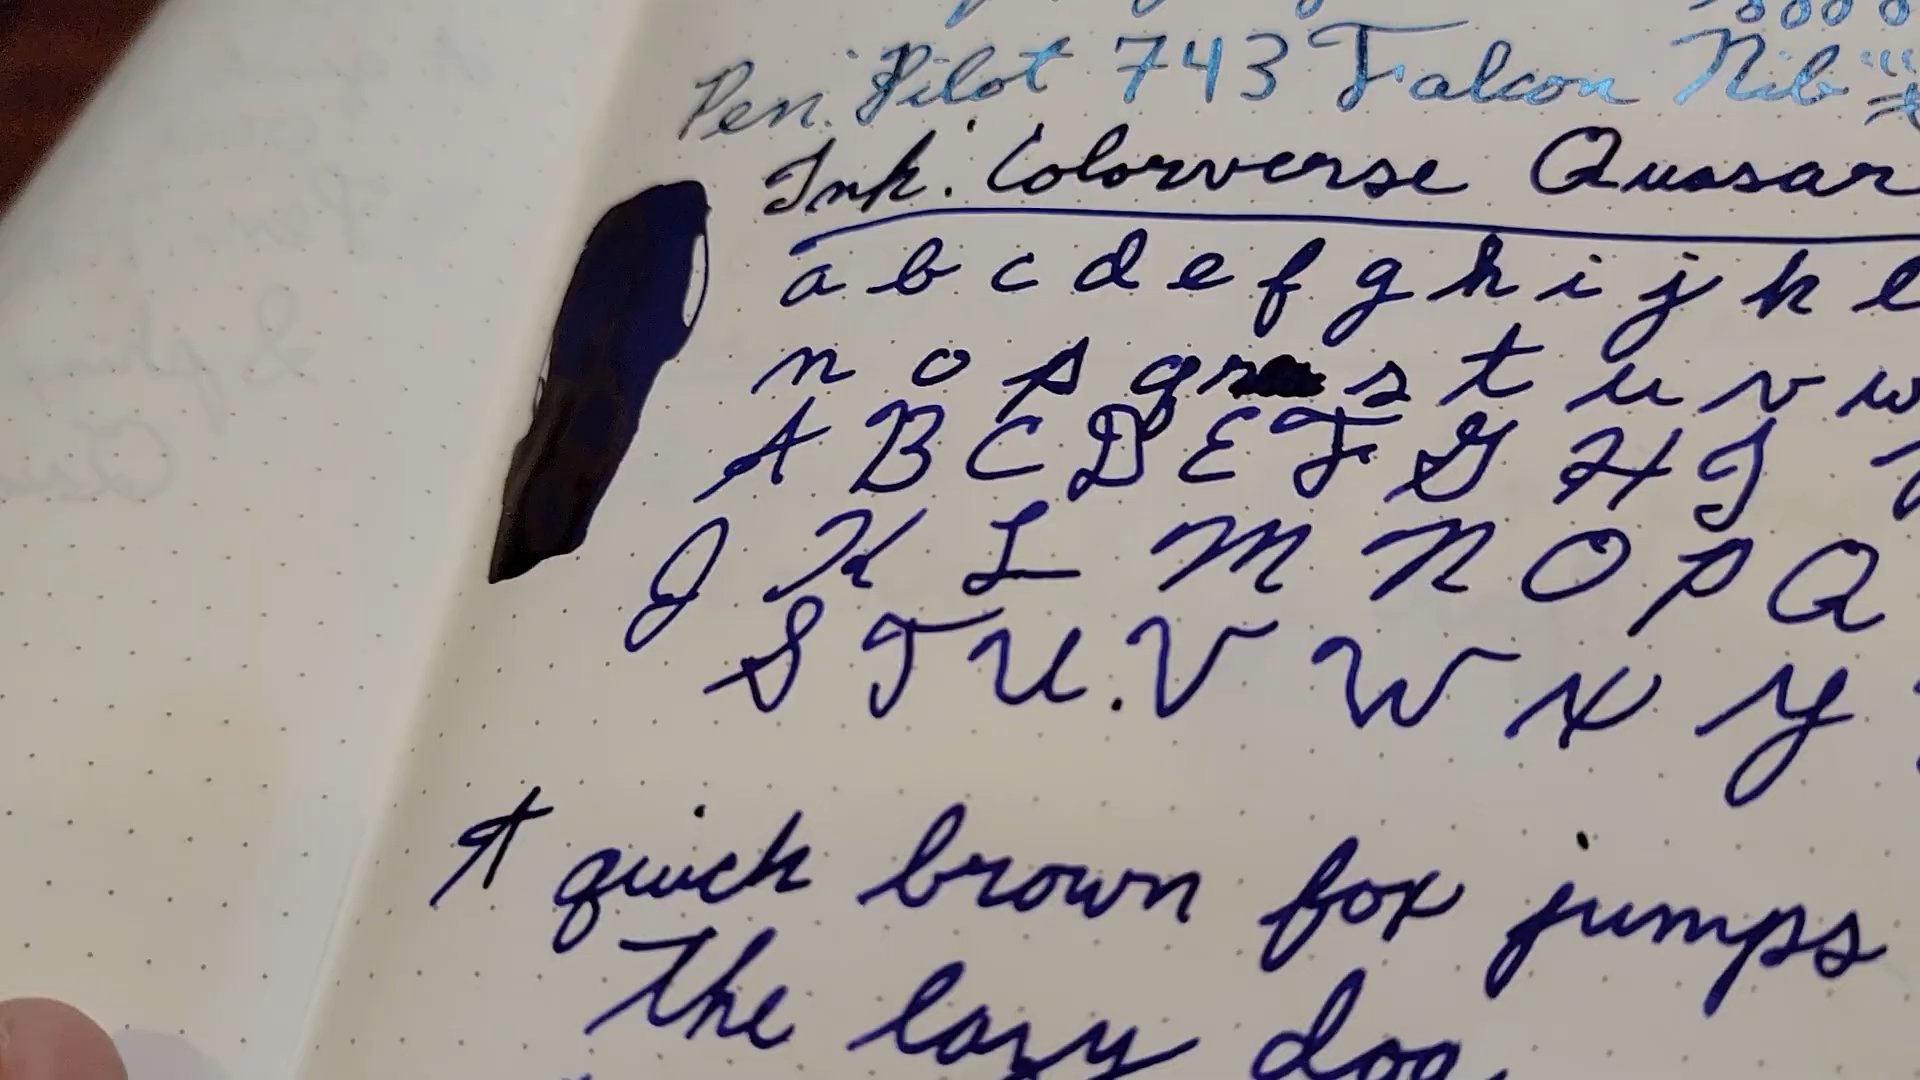 Pen: Pilot 743 Falcon Nib
Ink: Colorverse Quasar
a b c d e f g h i j k l
n o p q r s t u v w
A B C D E F G H I
J K L M N O P Q
S T U V W X Y
A quick brown fox jumps
the lazy dog.